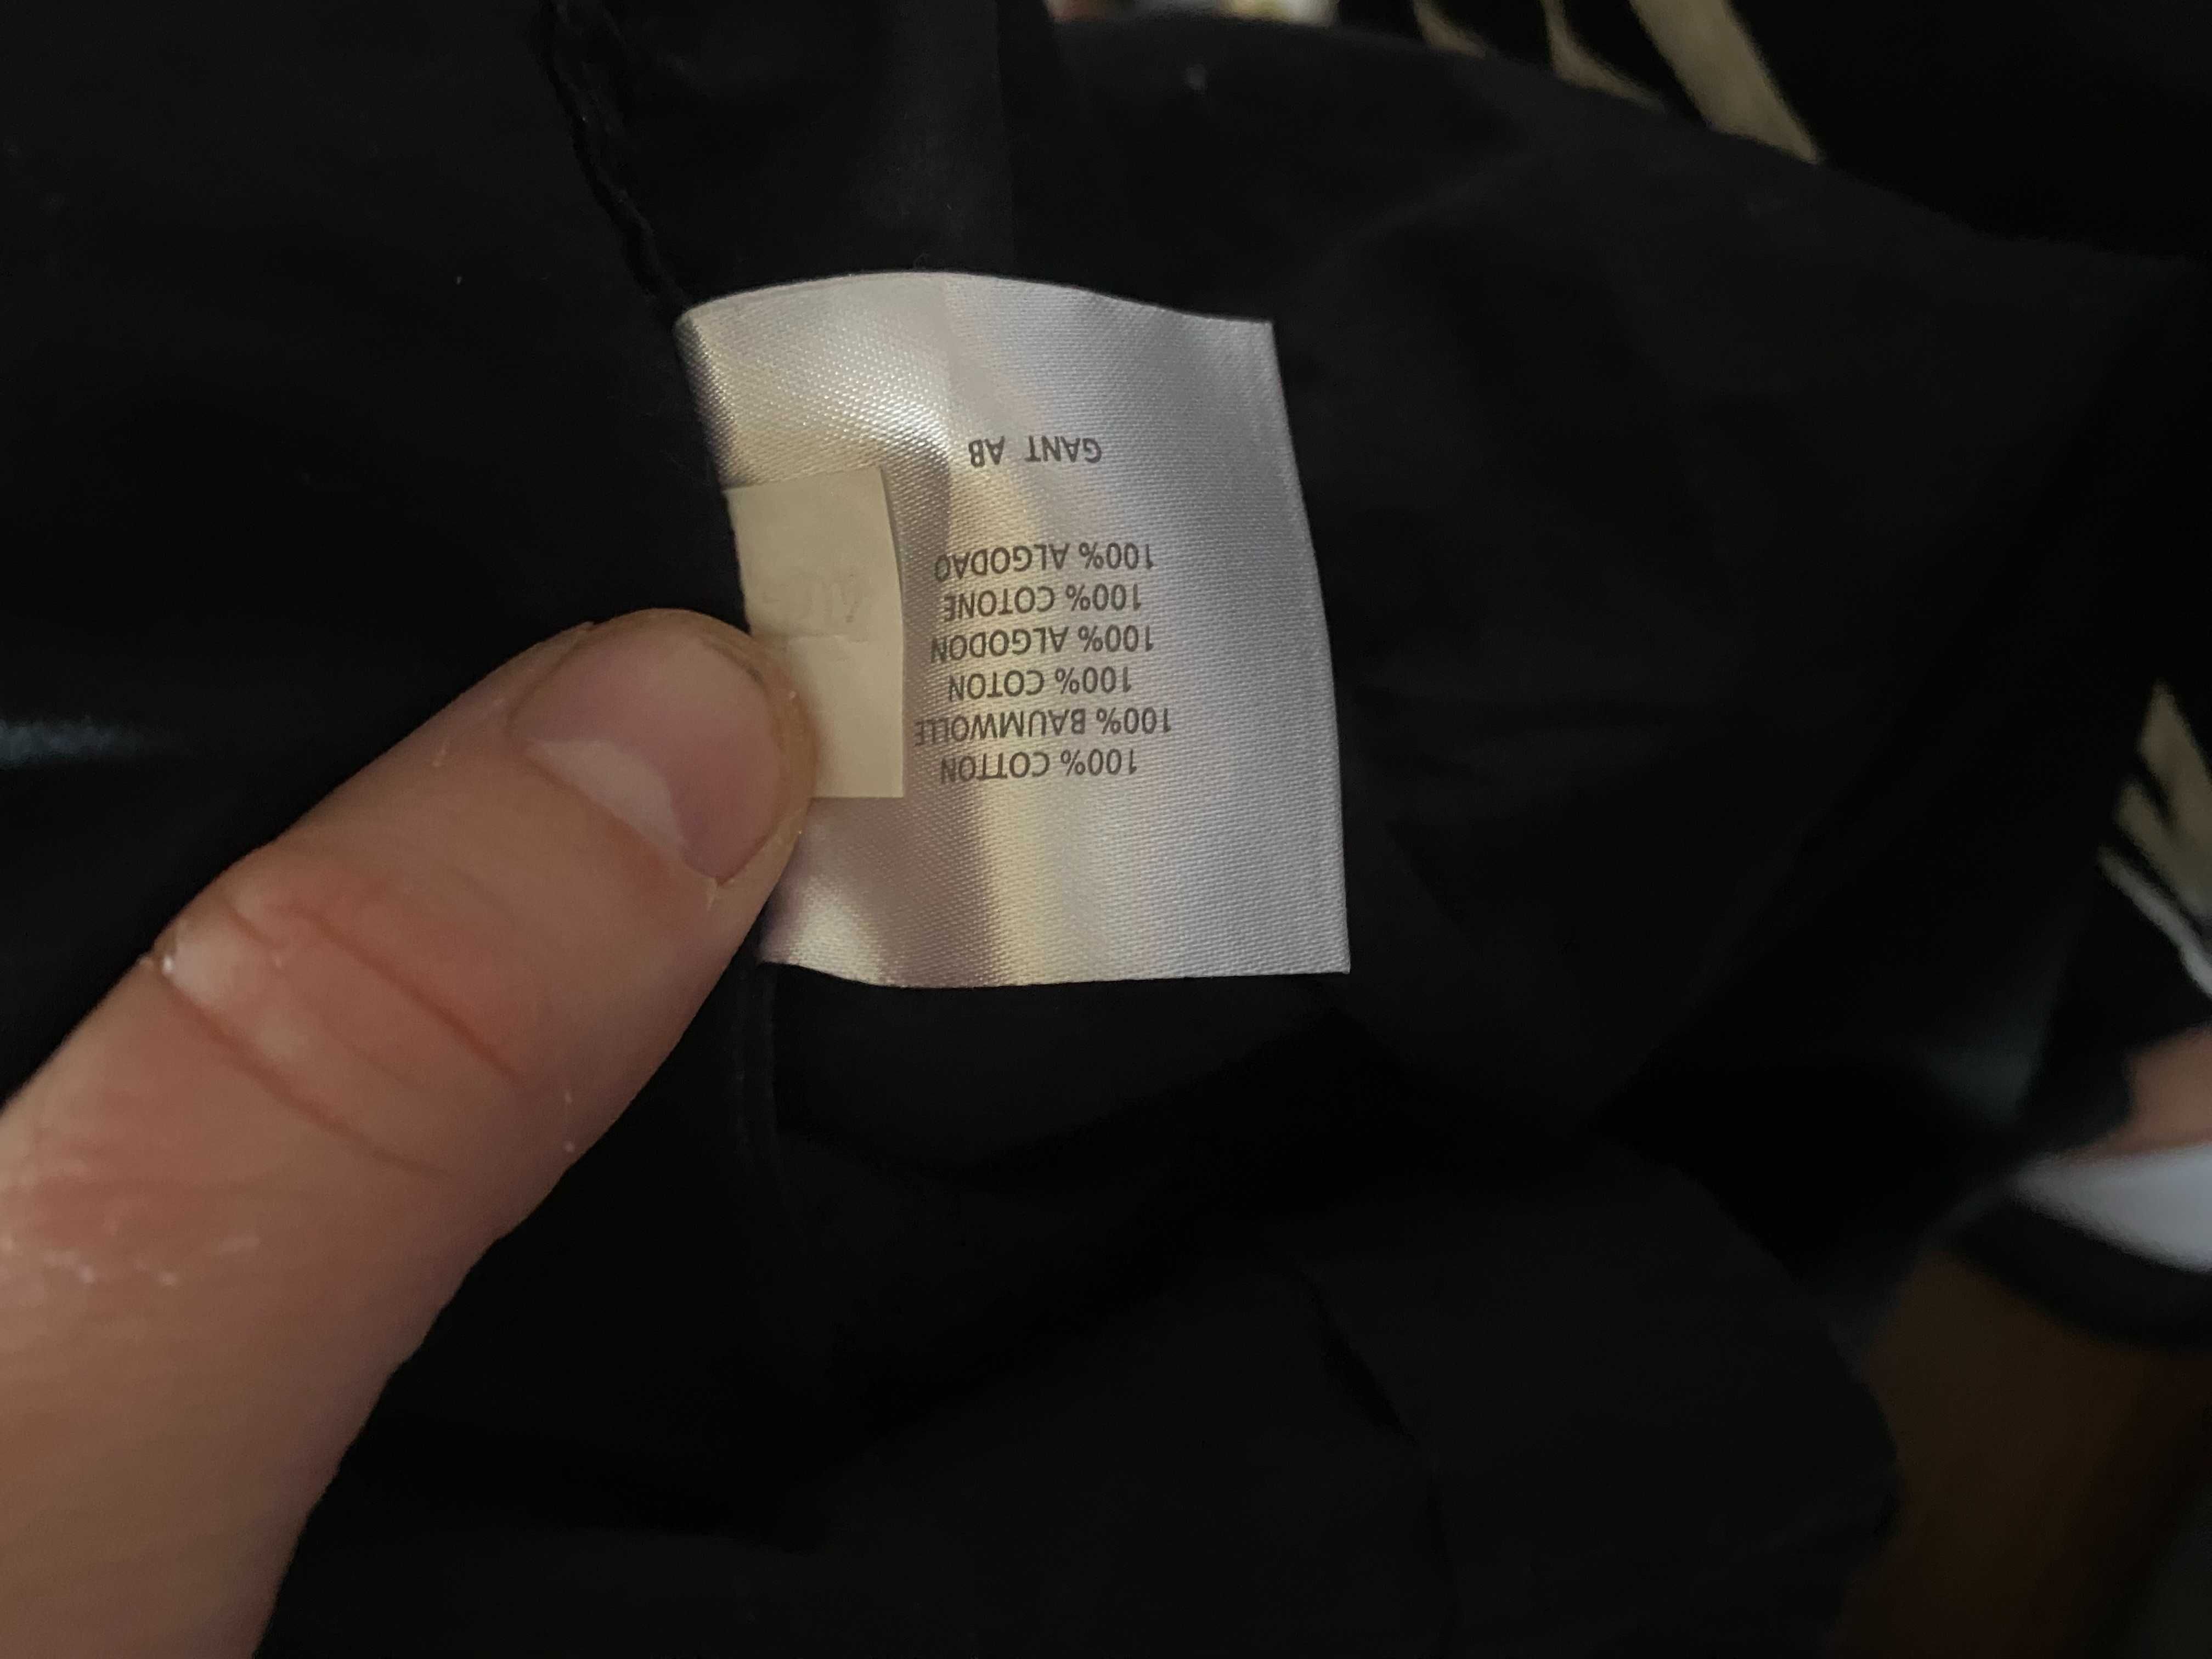 100% COTTON
100% BAUMWOLLE
100% COTON
100% ALGODON
100% COTONE
100% ALGODAO
GANT AB